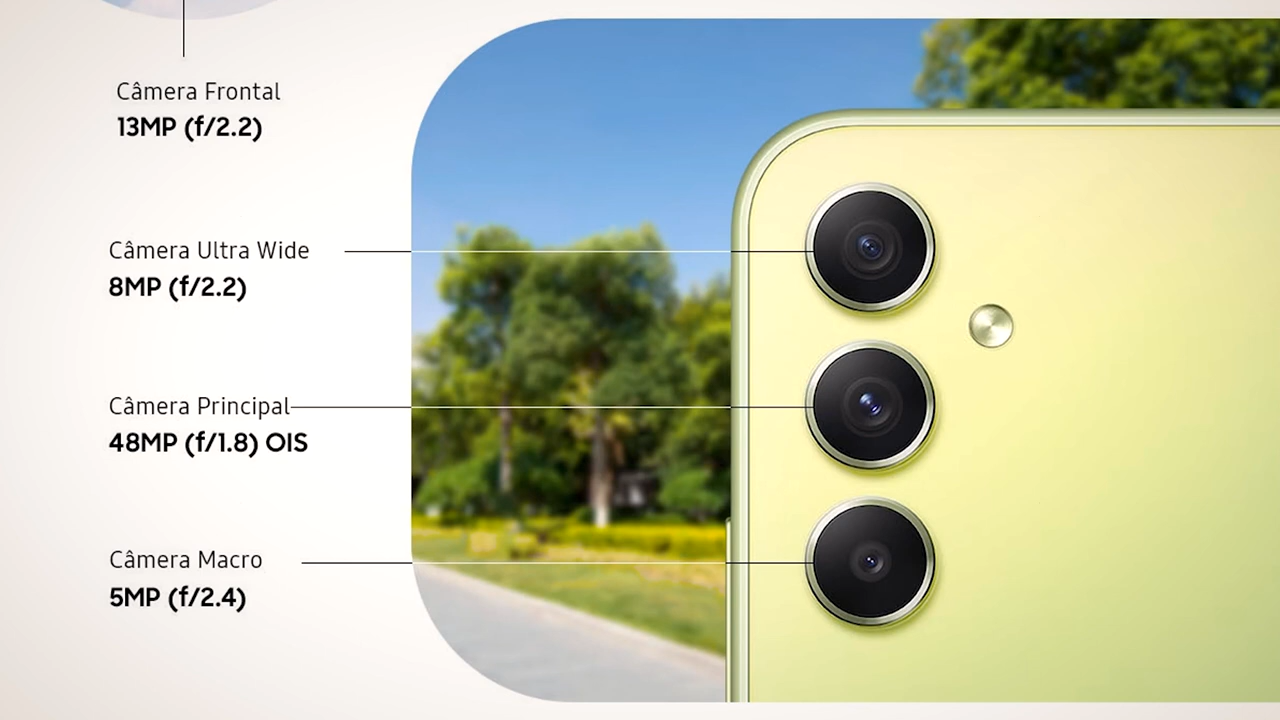 Câmera Frontal
13MP (f/2.2)
Câmera Ultra Wide
8MP (f/2.2)
Câmera Principal
48MP (f/1.8) OIS
Câmera Macro
5MP (f/2.4)